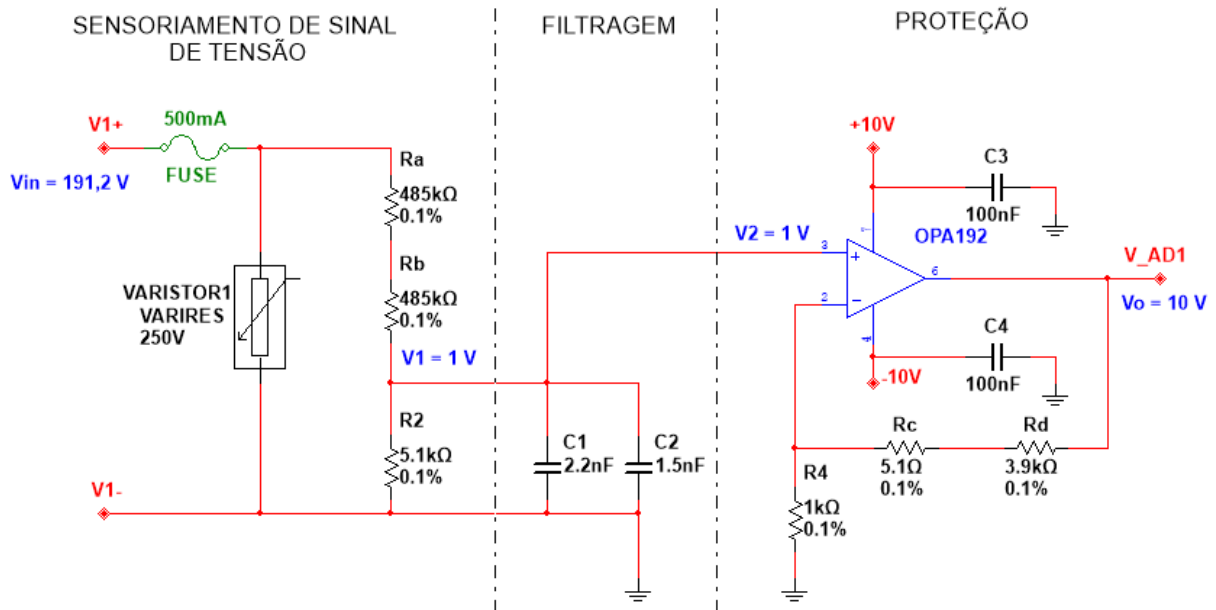 SENSORIAMENTO DE SINAL
DE TENSÃO
FILTRAGEM
PROTEÇÃO
V1+
500mA
FUSE
Vin = 191,2 V
VARISTOR1
VARIRES
250V
V1-
Ra
485kΩ
0.1%
Rb
485kΩ
0.1%
V1 = 1 V
R2
5.1kΩ
0.1%
C1
2.2nF
C2
1.5nF
+10V
C3
100nF
V2 = 1 V
OPA192
3
2
7
4
6
V_AD1
Vo = 10 V
C4
100nF
-10V
Rc
5.1Ω
0.1%
Rd
3.9kΩ
0.1%
R4
1kΩ
0.1%